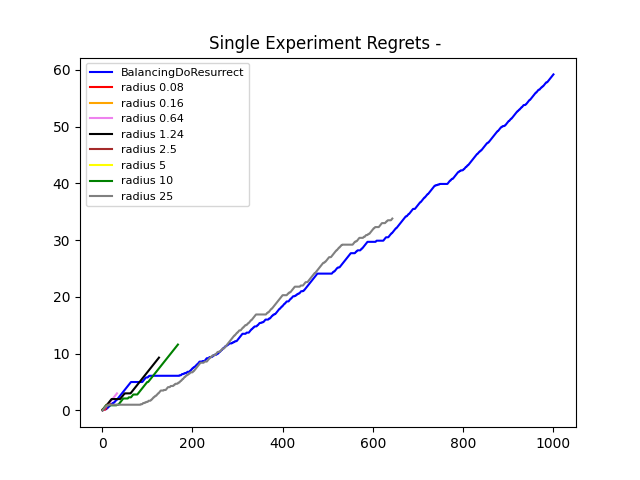 Single Experiment Regrets -
60
50
40
30
20
10
0
BalancingDoResurrect
radius 0.08
radius 0.16
radius 0.64
radius 1.24
radius 2.5
radius 5
radius 10
radius 25
0 200 400 600 800 1000